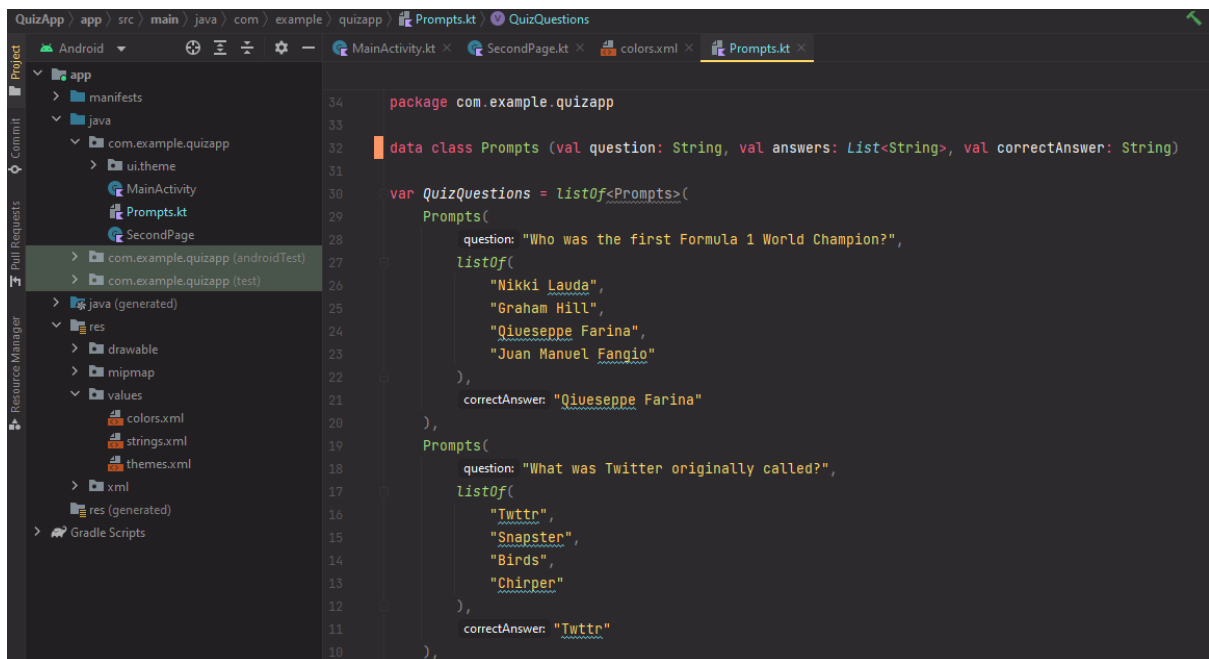 QuizApp 〉 app 〉 src 〉 main 〉 java 〉 com 〉 example 〉 quizapp 〉 Prompts.kt 〉 QuizQuestions
Android
MainActivity.kt
SecondPage.kt
colors.xml
Prompts.kt
Project
Commit
Pull Requests
Resource Manager
app
manifests
java
com.example.quizapp
ui.theme
MainActivity
Prompts.kt
SecondPage
com.example.quizapp (androidTest)
com.example.quizapp (test)
java (generated)
res
drawable
mipmap
values
colors.xml
strings.xml
themes.xml
xml
res (generated)
Gradle Scripts
34 package com.example.quizapp
33
32 data class Prompts (val question: String, val answers: List<String>, val correctAnswer: String)
31
30 var QuizQuestions = listOf<Prompts>(
29 Prompts(
28 question: "Who was the first Formula 1 World Champion?",
27 listOf(
26 "Nikki Lauda",
25 "Graham Hill",
24 "Qiueseppe Farina",
23 "Juan Manuel Fangio"
22 ),
21 correctAnswer: "Qiueseppe Farina"
20 ),
19 Prompts(
18 question: "What was Twitter originally called?",
17 listOf(
16 "Twttr",
15 "Snapster",
14 "Birds",
13 "Chirper"
12 ),
11 correctAnswer: "Twttr"
10 ),